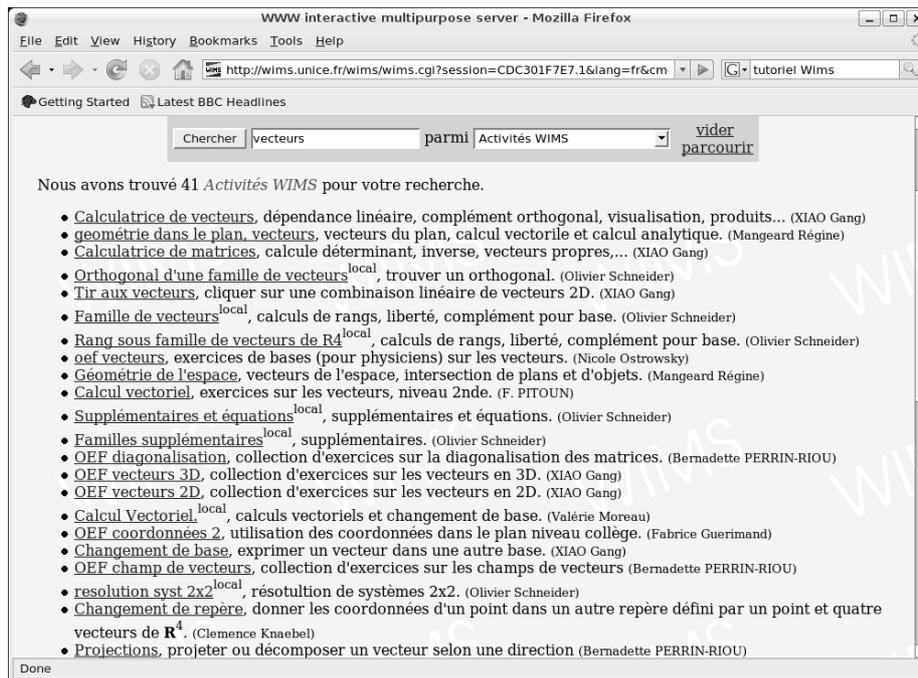 WWW interactive multipurpose server - Mozilla Firefox
File Edit View History Bookmarks Tools Help
http://wims.unice.fr/wims/wims.cgi?session=CDC301F7E7.1&lang=fr&cm
tutoriel Wims
Getting Started Latest BBC Headlines
Chercher vecteurs parmi Activités WIMS vider
parcourir
Nous avons trouvé 41 Activités WIMS pour votre recherche.
Calculatrice de vecteurs, dépendance linéaire, complément orthogonal, visualisation, produits... (XIAO Gang)
geométrie dans le plan, vecteurs, vecteurs du plan, calcul vectorile et calcul analytique. (Mangeard Régine)
Calculatrice de matrices, calcule déterminant, inverse, vecteurs propres,... (XIAO Gang)
Orthogonal d'une famille de vecteurs local, trouver un orthogonal. (Olivier Schneider)
Tir aux vecteurs, cliquer sur une combinaison linéaire de vecteurs 2D. (XIAO Gang)
Famille de vecteurs local, calculs de rangs, liberté, complément pour base. (Olivier Schneider)
Rang sous famille de vecteurs de R4 local, calculs de rangs, liberté, complément pour base. (Olivier Schneider)
oef vecteurs, exercices de bases (pour physiciens) sur les vecteurs. (Nicole Ostrowsky)
Géométrie de l'espace, vecteurs de l'espace, intersection de plans et d'objets. (Mangeard Régine)
Calcul vectoriel, exercises sur les vecteurs, niveau 2nde. (F. PITOUN)
Supplémentaires et équations local, supplémentaires et équations. (Olivier Schneider)
Familles supplémentaires local, supplémentaires. (Olivier Schneider)
OEF diagonalisation, collection d'exercices sur la diagonalisation des matrices. (Bernadette PERRIN-RIOU)
OEF vecteurs 3D, collection d'exercices sur les vecteurs en 3D. (XIAO Gang)
OEF vecteurs 2D, collection d'exercices sur les vecteurs en 2D. (XIAO Gang)
Calcul Vectoriel. local, calculs vectoriels et changement de base. (Valérie Moreau)
OEF coordonnées 2, utilisation des coordonnées dans le plan niveau collège. (Fabrice Guerimand)
Changement de base, exprimer un vecteur dans une autre base. (XIAO Gang)
OEF champ de vecteurs, collection d'exercices sur les champs de vecteurs (Bernadette PERRIN-RIOU)
resolution syst 2x2 local, résotultion de systèmes 2x2. (Olivier Schneider)
Changement de repère, donner les coordonnées d'un point dans un autre repère défini par un point et quatre
vecteurs de R4. (Clemence Knaebel)
Projections, projeter ou décomposer un vecteur selon une direction (Bernadette PERRIN-RIOU)
Done